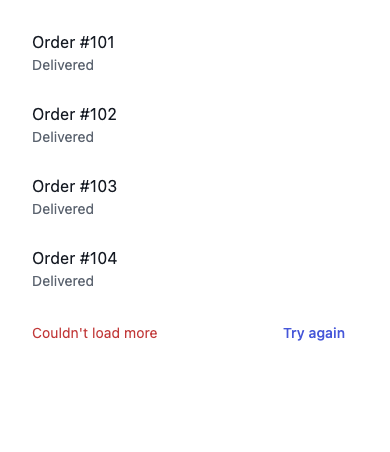 Order #101
Delivered
Order #102
Delivered
Order #103
Delivered
Order #104
Delivered
Couldn't load more Try again